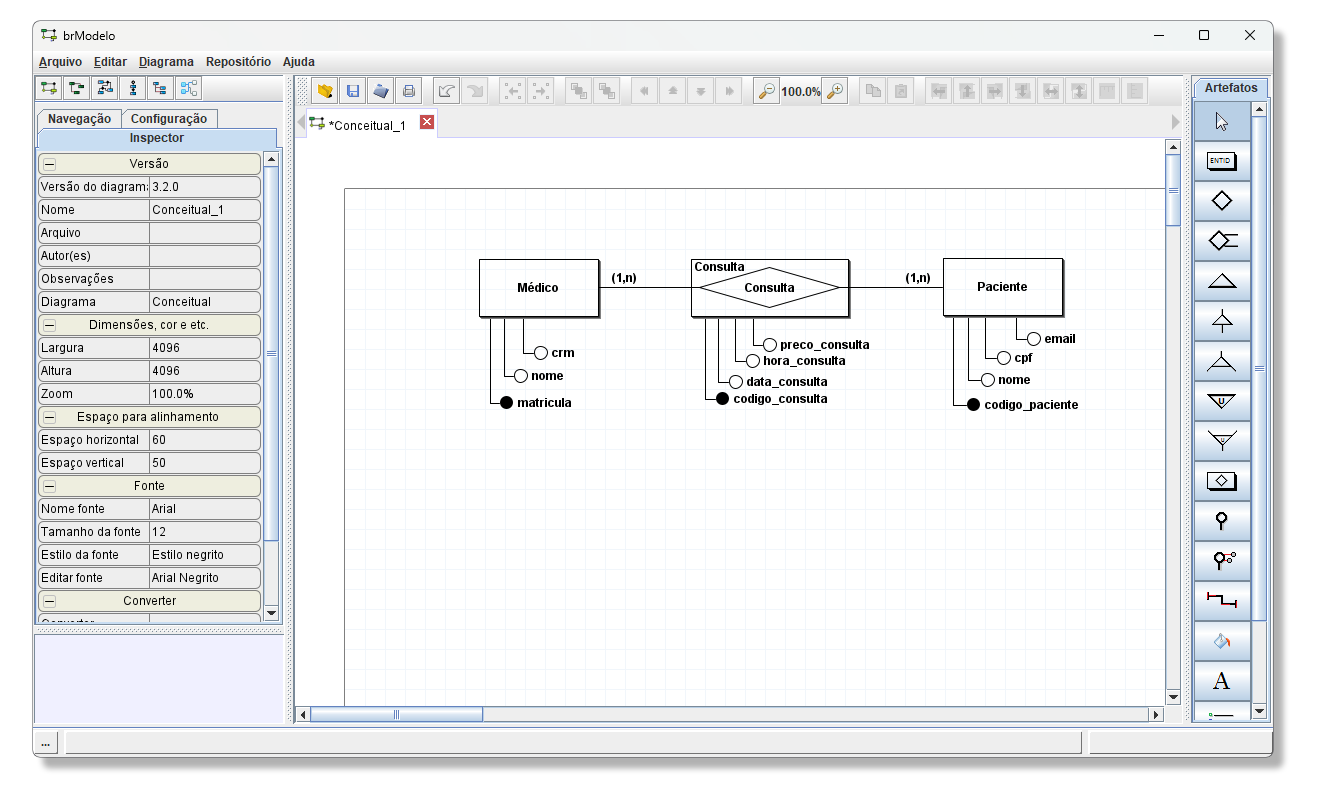 brModelo
Arquivo Editar Diagrama Repositório Ajuda
100.0%
Artefatos
Navegação Configuração
Inspector
*Conceitual_1
Versão
Versão do diagrama 3.2.0
Nome Conceitual_1
Arquivo
Autor(es)
Observações
Diagrama Conceitual
Dimensões, cor e etc.
Largura 4096
Altura 4096
Zoom 100.0%
Espaço para alinhamento
Espaço horizontal 60
Espaço vertical 50
Fonte
Nome fonte Arial
Tamanho da fonte 12
Estilo da fonte Estilo negrito
Editar fonte Arial Negrito
Converter
Converter
Médico
(1,n)
Consulta
Consulta
(1,n)
Paciente
crm
nome
matricula
preco_consulta
hora_consulta
data_consulta
codigo_consulta
email
cpf
nome
codigo_paciente
ENTID
U
U
A
...